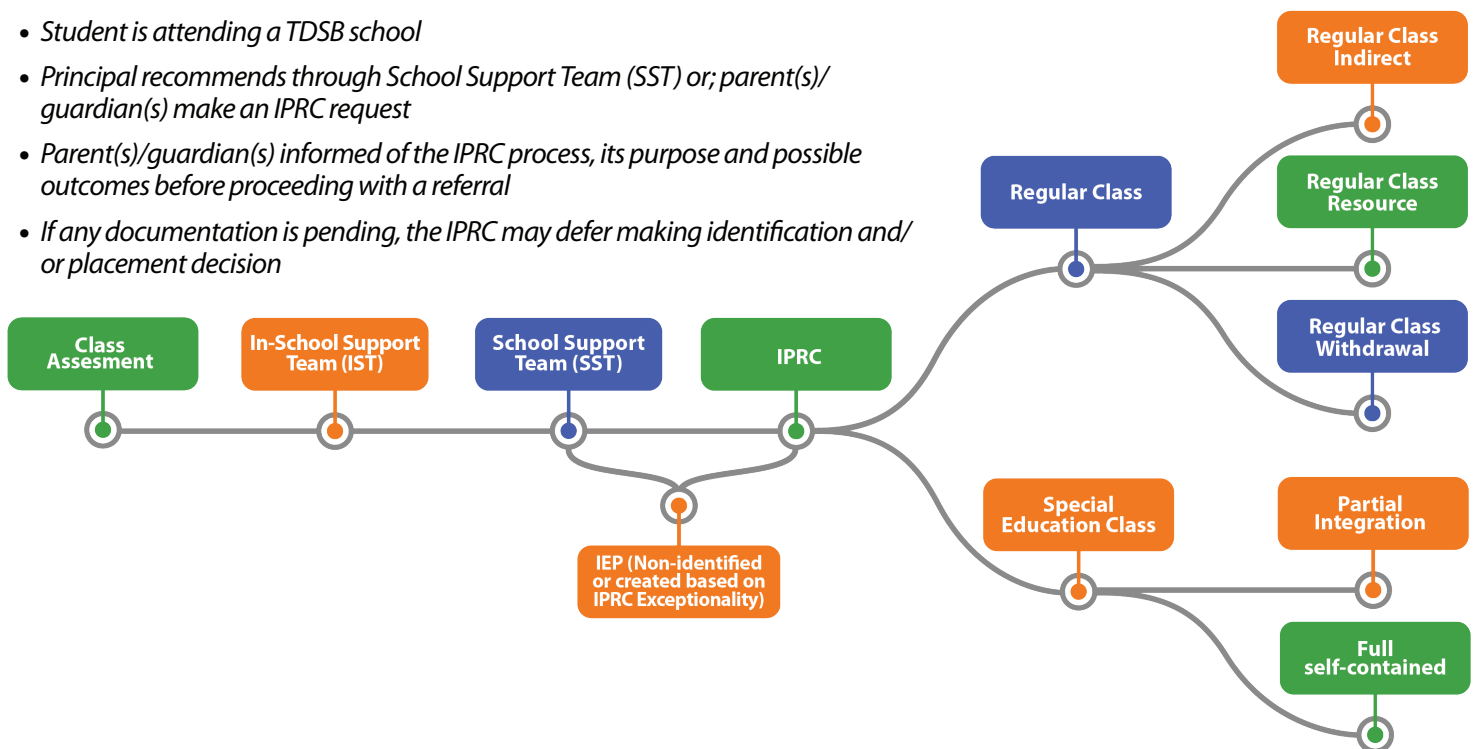 • Student is attending a TDSB school
• Principal recommends through School Support Team (SST) or; parent(s)/
guardian(s) make an IPRC request
• Parent(s)/guardian(s) informed of the IPRC process, its purpose and possible
outcomes before proceeding with a referral
• If any documentation is pending, the IPRC may defer making identification and/
or placement decision
Class
Assesment
In-School Support
Team (IST)
School Support
Team (SST)
IPRC
IEP (Non-identified
or created based on
IPRC Exceptionality)
Regular Class
Regular Class
Indirect
Regular Class
Resource
Regular Class
Withdrawal
Special
Education Class
Partial
Integration
Full
self-contained